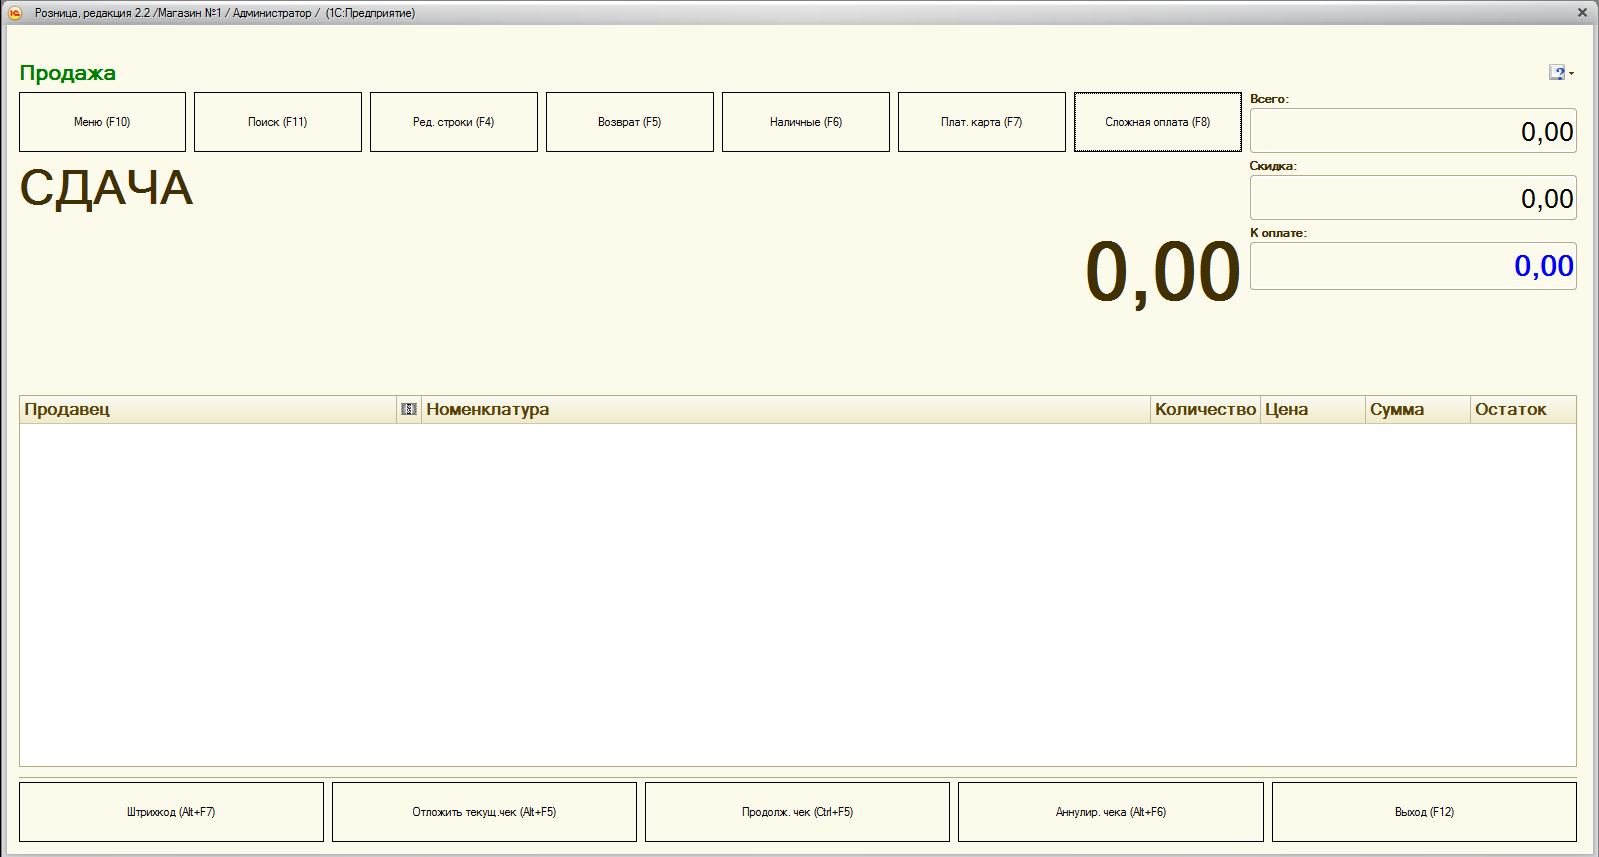 Розница, редакция 2.2 /Магазин №1 / Администратор / (1С:Предприятие)
Продажа
Меню (F10)
Поиск (F11)
Ред. строки (F4)
Возврат (F5)
Наличные (F6)
Плат. карта (F7)
Сложная оплата (F8)
Всего:
0,00
СДАЧА
Скидка:
0,00
К оплате:
0,00
0,00
Продавец Номенклатура Количество Цена Сумма Остаток
Штрихкод (Alt+F7)
Отложить текущ.чек (Alt+F5)
Продолж. чек (Ctrl+F5)
Аннулир. чека (Alt+F6)
Выход (F12)